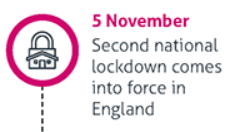 5 November
Second national
lockdown comes
into force in
England